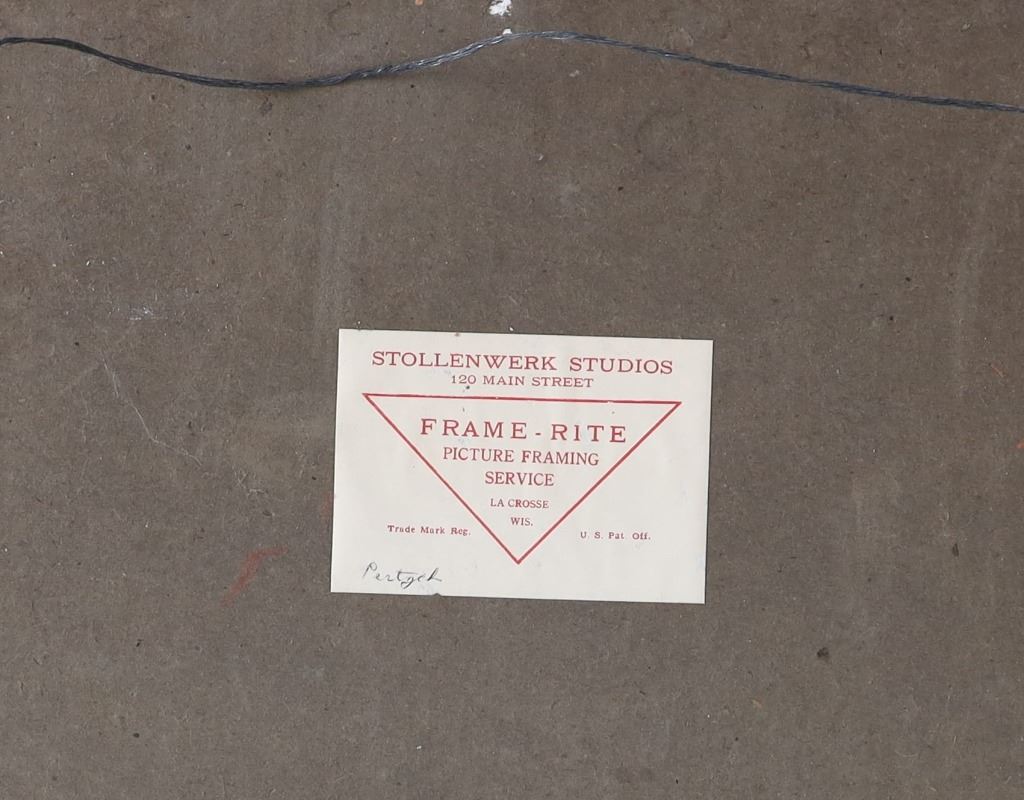 STOLLENWERK STUDIOS
120 MAIN STREET
FRAME-RITE
PICTURE FRAMING
SERVICE
LA CROSSE
WIS.
Trade Mark Reg.
U. S. Pat. Off.